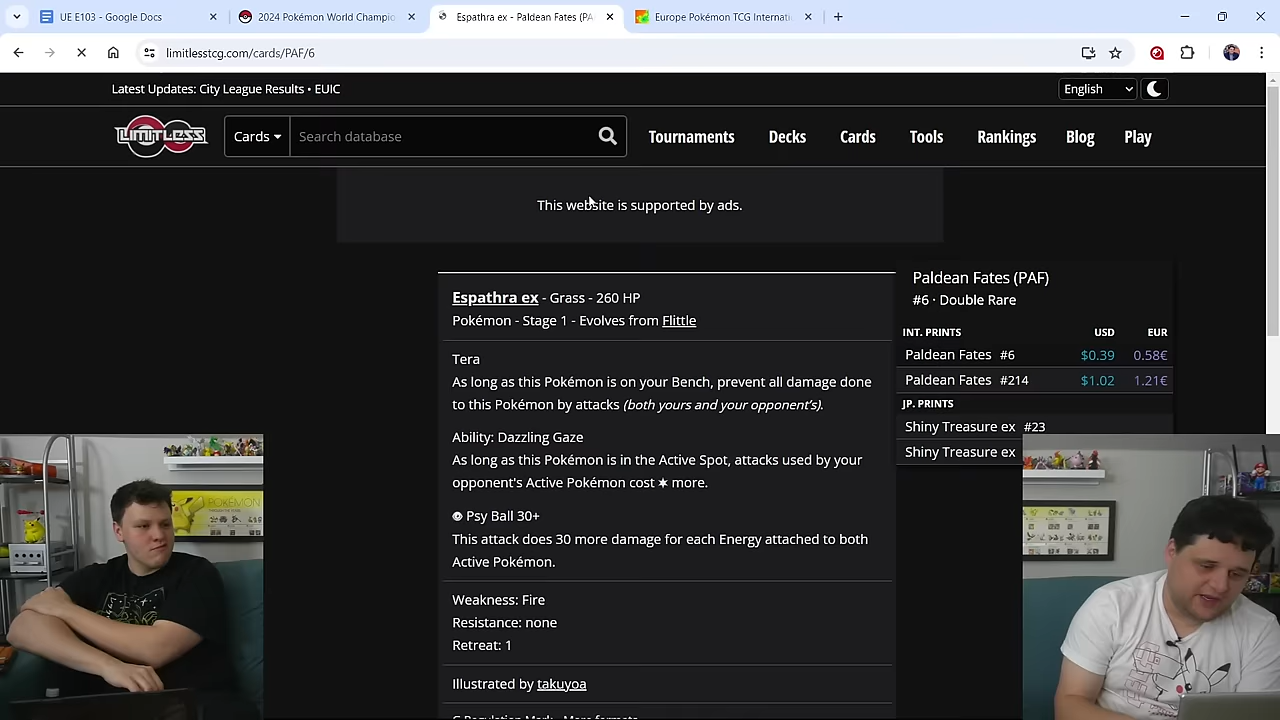 UE E103 - Google Docs
2024 Pokémon World Champio
Espathra ex - Paldean Fates (PA
Europe Pokémon TCG Internati
limitlesstcg.com/cards/PAF/6
Latest Updates: City League Results • EUIC
English
LIMITLESS
Cards
Search database
Tournaments
Decks
Cards
Tools
Rankings
Blog
Play
This website is supported by ads.
Espathra ex - Grass - 260 HP
Pokémon - Stage 1 - Evolves from Flittle
Tera
As long as this Pokémon is on your Bench, prevent all damage done
to this Pokémon by attacks (both yours and your opponent's).
Ability: Dazzling Gaze
As long as this Pokémon is in the Active Spot, attacks used by your
opponent's Active Pokémon cost ✶ more.
Psy Ball 30+
This attack does 30 more damage for each Energy attached to both
Active Pokémon.
Weakness: Fire
Resistance: none
Retreat: 1
Illustrated by takuyoa
G Regulation Mark - More formats
Paldean Fates (PAF)
#6 · Double Rare
INT. PRINTS USD EUR
Paldean Fates #6 $0.39 0.58€
Paldean Fates #214 $1.02 1.21€
JP. PRINTS
Shiny Treasure ex #23
Shiny Treasure ex
POKÉMON